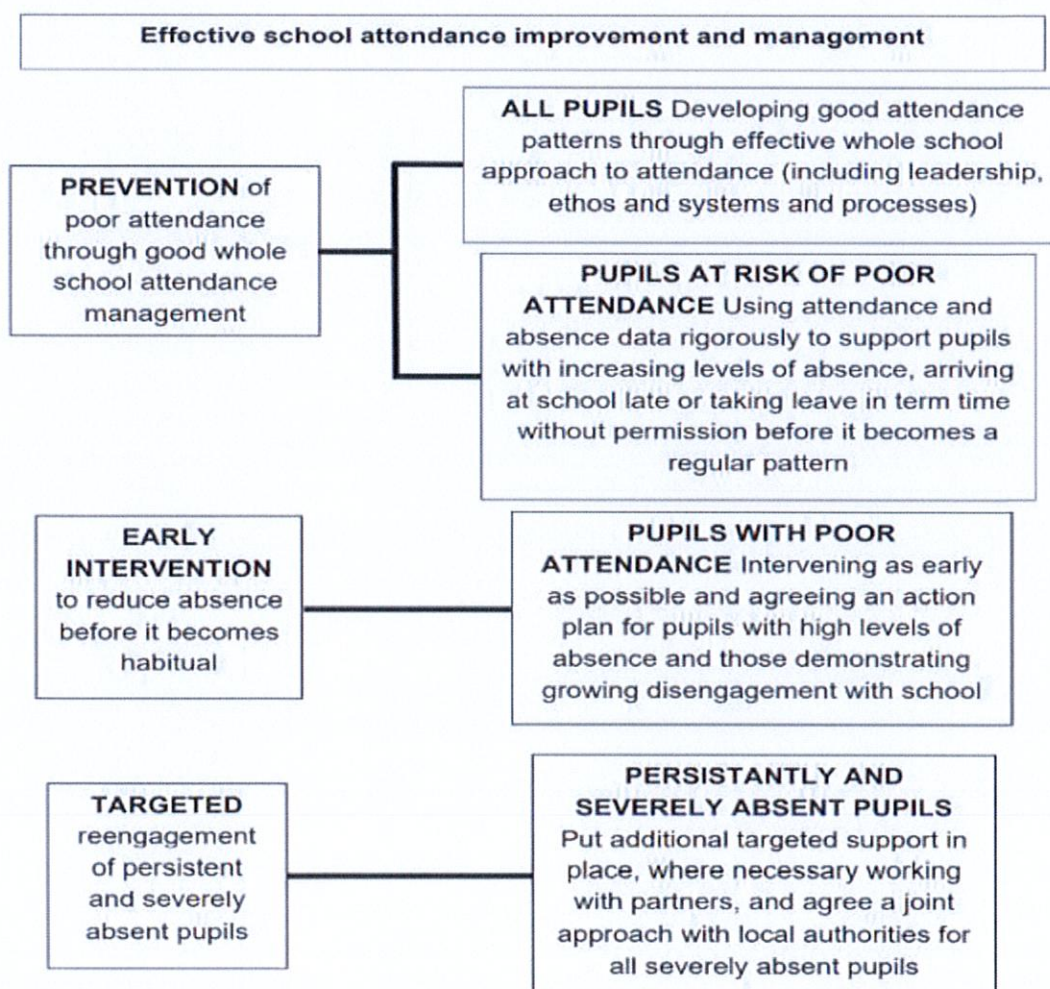 Effective school attendance improvement and management
PREVENTION of
poor attendance
through good whole
school attendance
management
ALL PUPILS Developing good attendance
patterns through effective whole school
approach to attendance (including leadership,
ethos and systems and processes)
PUPILS AT RISK OF POOR
ATTENDANCE Using attendance and
absence data rigorously to support pupils
with increasing levels of absence, arriving
at school late or taking leave in term time
without permission before it becomes a
regular pattern
EARLY
INTERVENTION
to reduce absence
before it becomes
habitual
PUPILS WITH POOR
ATTENDANCE Intervening as early
as possible and agreeing an action
plan for pupils with high levels of
absence and those demonstrating
growing disengagement with school
TARGETED
reengagement
of persistent
and severely
absent pupils
PERSISTANTLY AND
SEVERELY ABSENT PUPILS
Put additional targeted support in
place, where necessary working
with partners, and agree a joint
approach with local authorities for
all severely absent pupils